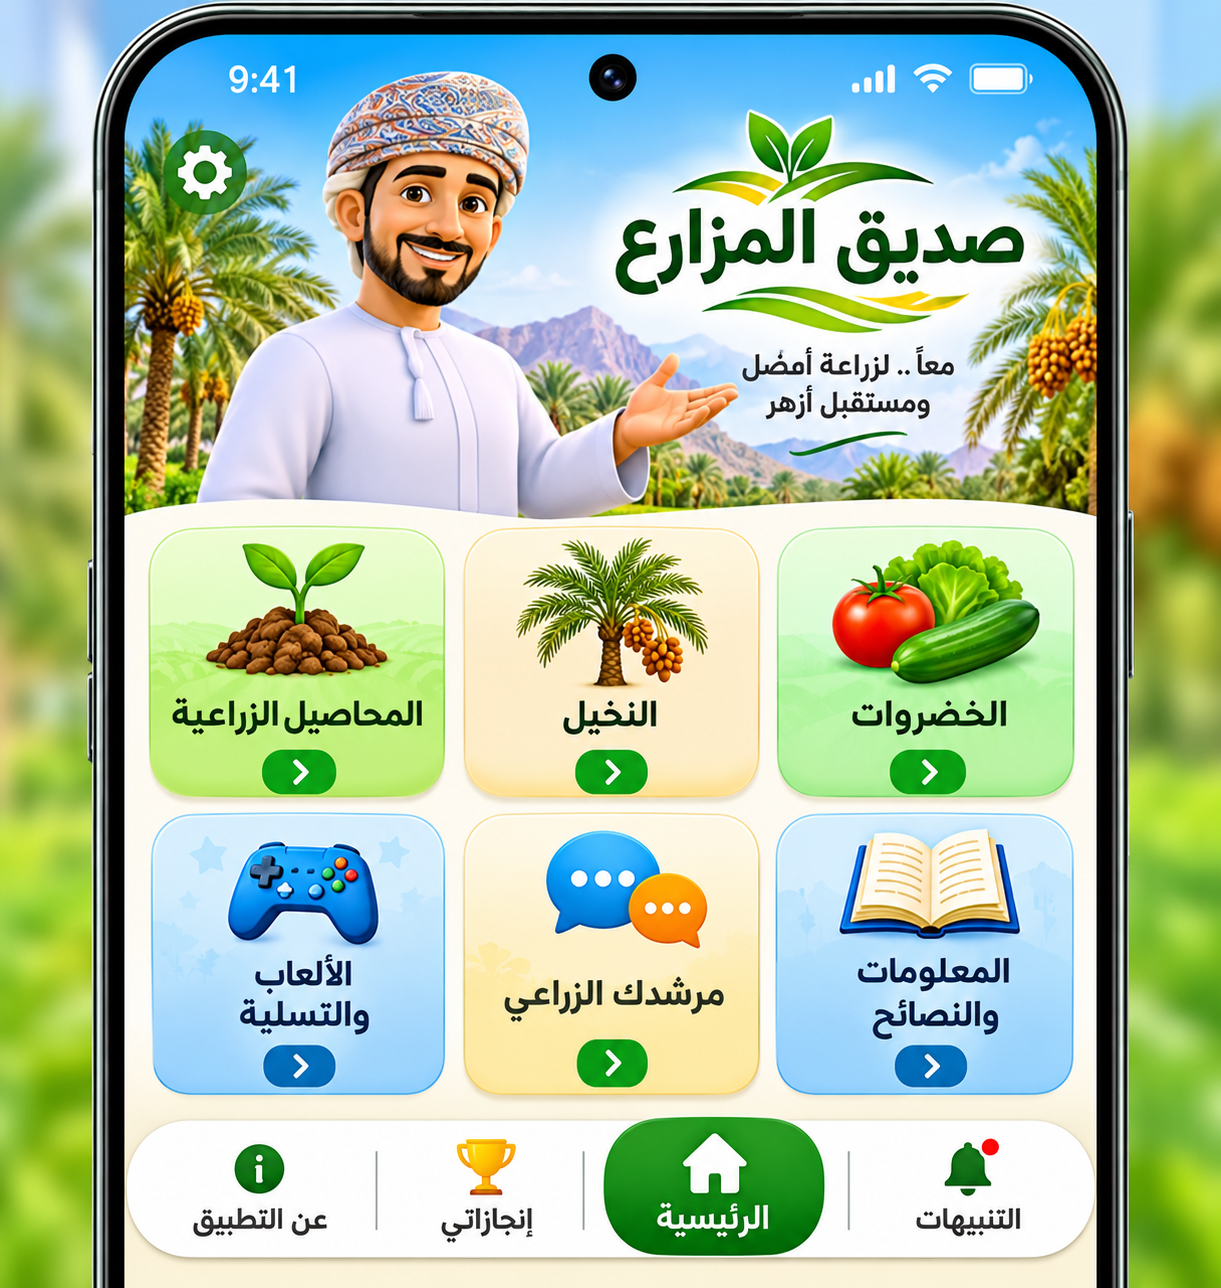 9:41
صديق المزارع
معاً .. لزراعة أفضل
ومستقبل أزهر
الخضروات
النخيل
المحاصيل الزراعية
المعلومات
والنصائح
مرشدك الزراعي
الألعاب
والتسلية
التنبيهات
الرئيسية
إنجازاتي
عن التطبيق